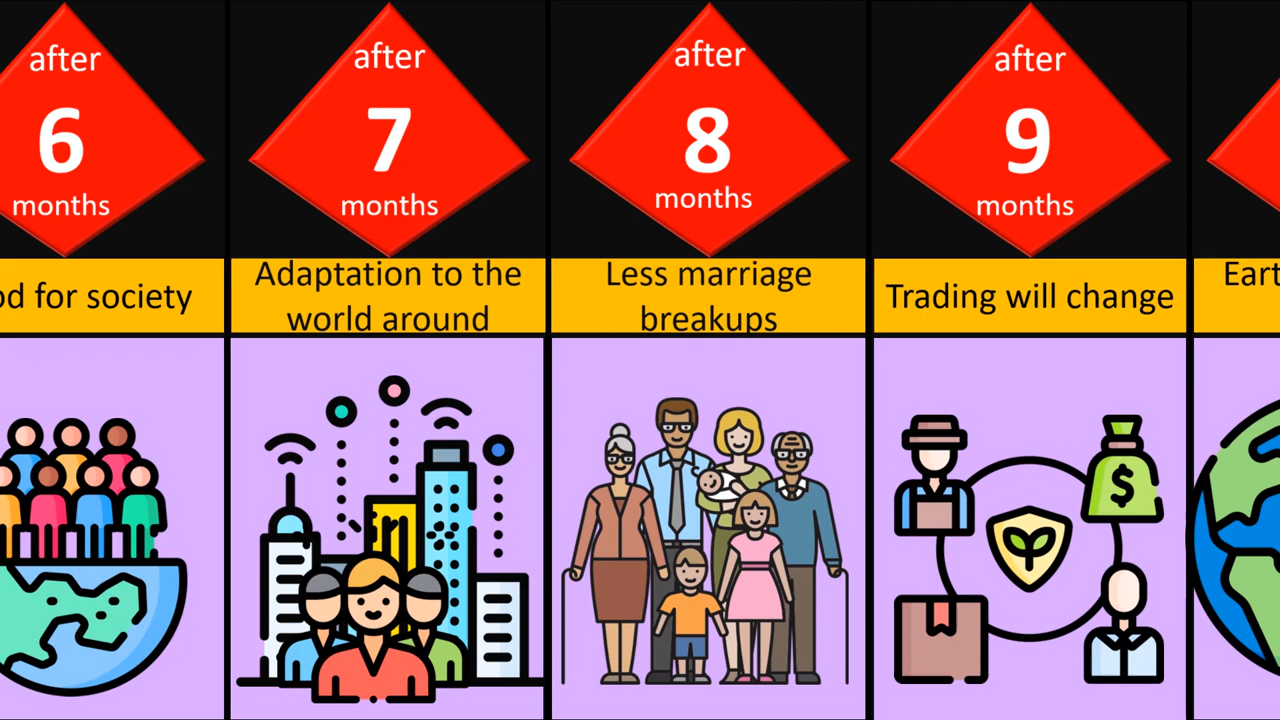 after
6
months
od for society
after
7
months
Adaptation to the
world around
after
8
months
Less marriage
breakups
after
9
months
Trading will change
Eart
$